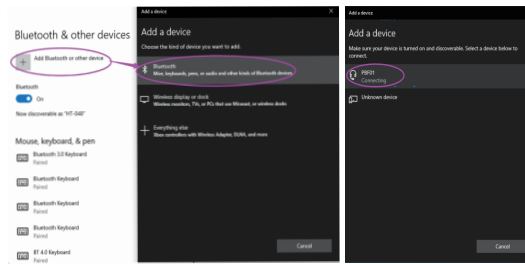 Bluetooth & other devices
Add Bluetooth or other device
Bluetooth
On
Now discoverable as "HT-048"
Mouse, keyboard, & pen
Bluetooth 3.0 Keyboard
Paired
Bluetooth Keyboard
Paired
Bluetooth Keyboard
Paired
Bluetooth Keyboard
Paired
BT 4.0 Keyboard
Paired
Add a device
Add a device
Choose the kind of device you want to add.
Bluetooth
Mice, keyboards, pens, or audio and other kinds of Bluetooth devices
Wireless display or dock
Wireless monitors, TVs, or PCs that use Miracast, or wireless docks
Everything else
Xbox controllers with Wireless Adapter, DLNA, and more
Cancel
Add a device
Add a device
Make sure your device is turned on and discoverable. Select a device below to
connect.
Connecting
Unknown device
Cancel